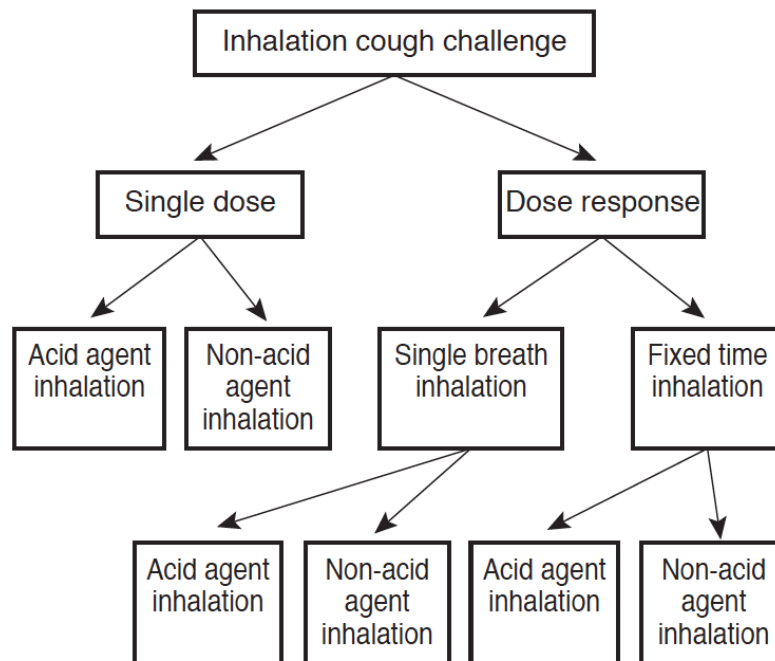 Inhalation cough challenge
Single dose
Dose response
Acid agent
inhalation
Non-acid
agent
inhalation
Single breath
inhalation
Fixed time
inhalation
Acid agent
inhalation
Non-acid
agent
inhalation
Acid agent
inhalation
Non-acid
agent
inhalation